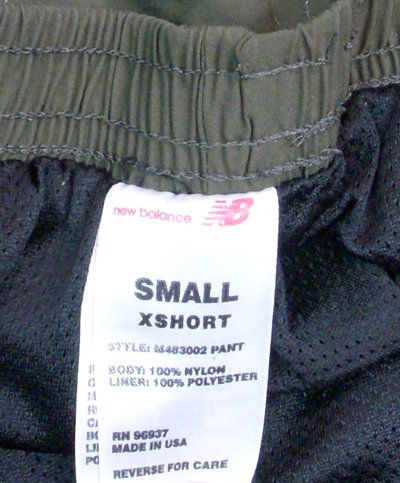 new balance NB
SMALL
XSHORT
STYLE: M483002 PANT
BODY: 100% NYLON
LINER: 100% POLYESTER
RN 96937
MADE IN USA
REVERSE FOR CARE